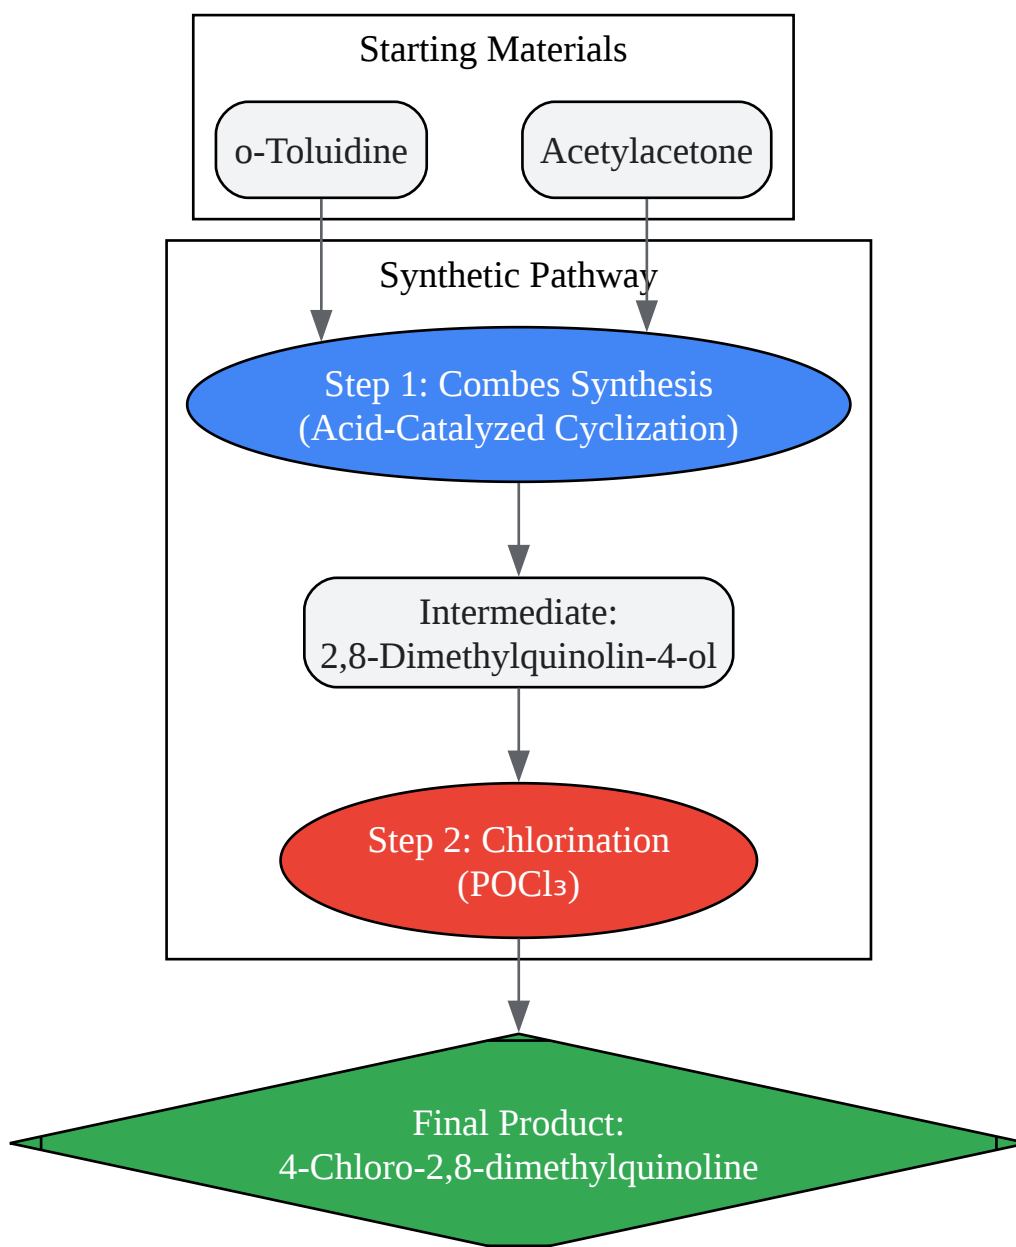 Starting Materials
o-Toluidine
Acetylacetone
Synthetic Pathway
Step 1: Combes Synthesis
(Acid-Catalyzed Cyclization)
Intermediate:
2,8-Dimethylquinolin-4-ol
Step 2: Chlorination
(POCl₃)
Final Product:
4-Chloro-2,8-dimethylquinoline